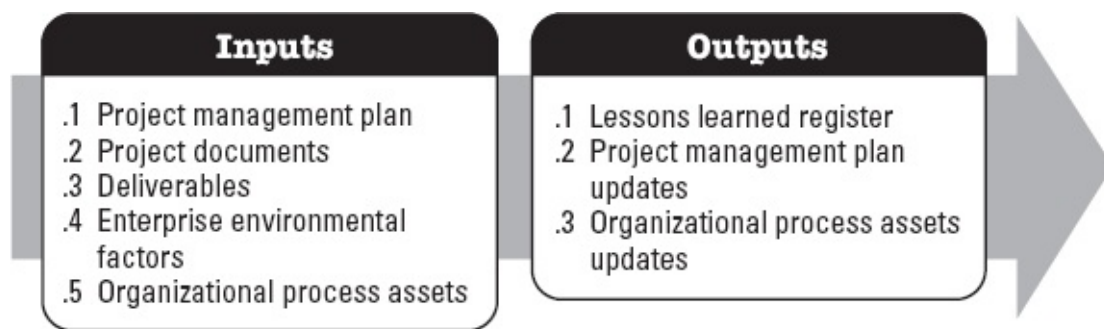 Inputs
.1 Project management plan
.2 Project documents
.3 Deliverables
.4 Enterprise environmental
factors
.5 Organizational process assets
Outputs
.1 Lessons learned register
.2 Project management plan
updates
.3 Organizational process assets
updates